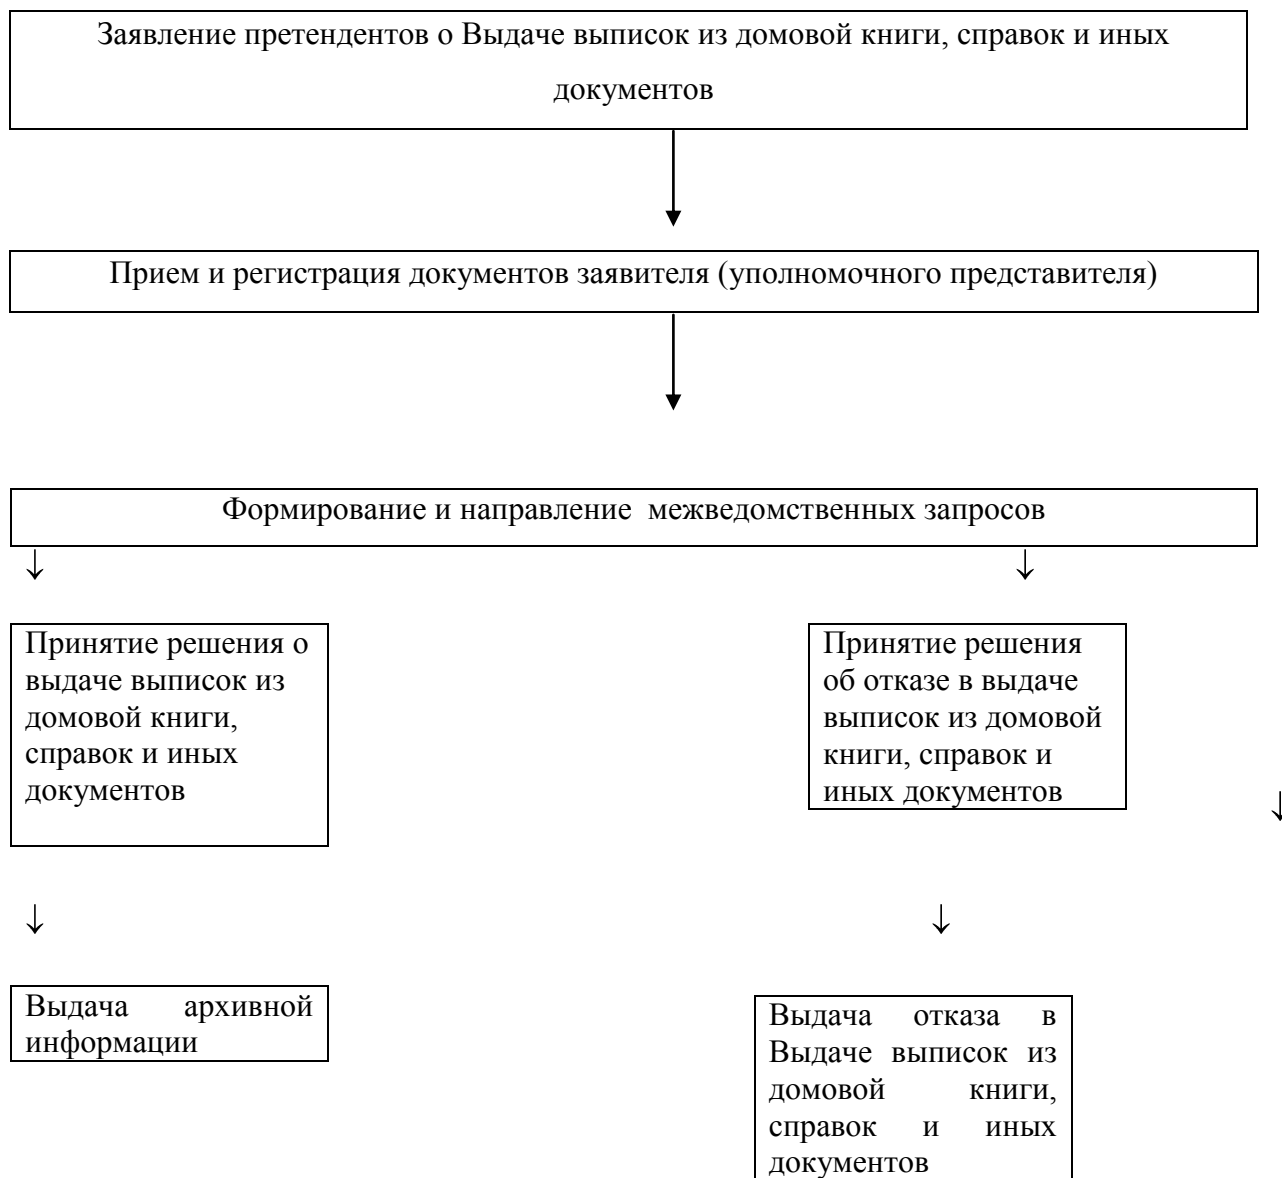 Заявление претендентов о Выдаче выписок из домовой книги, справок и иных
документов
Прием и регистрация документов заявителя (уполномочного представителя)
Формирование и направление межведомственных запросов
↓
↓
Принятие решения о
выдаче выписок из
домовой книги,
справок и иных
документов
Принятие решения
об отказе в выдаче
выписок из домовой
книги, справок и
иных документов
↓
↓
↓
Выдача архивной
информации
Выдача отказа в
Выдаче выписок из
домовой книги,
справок и иных
документов